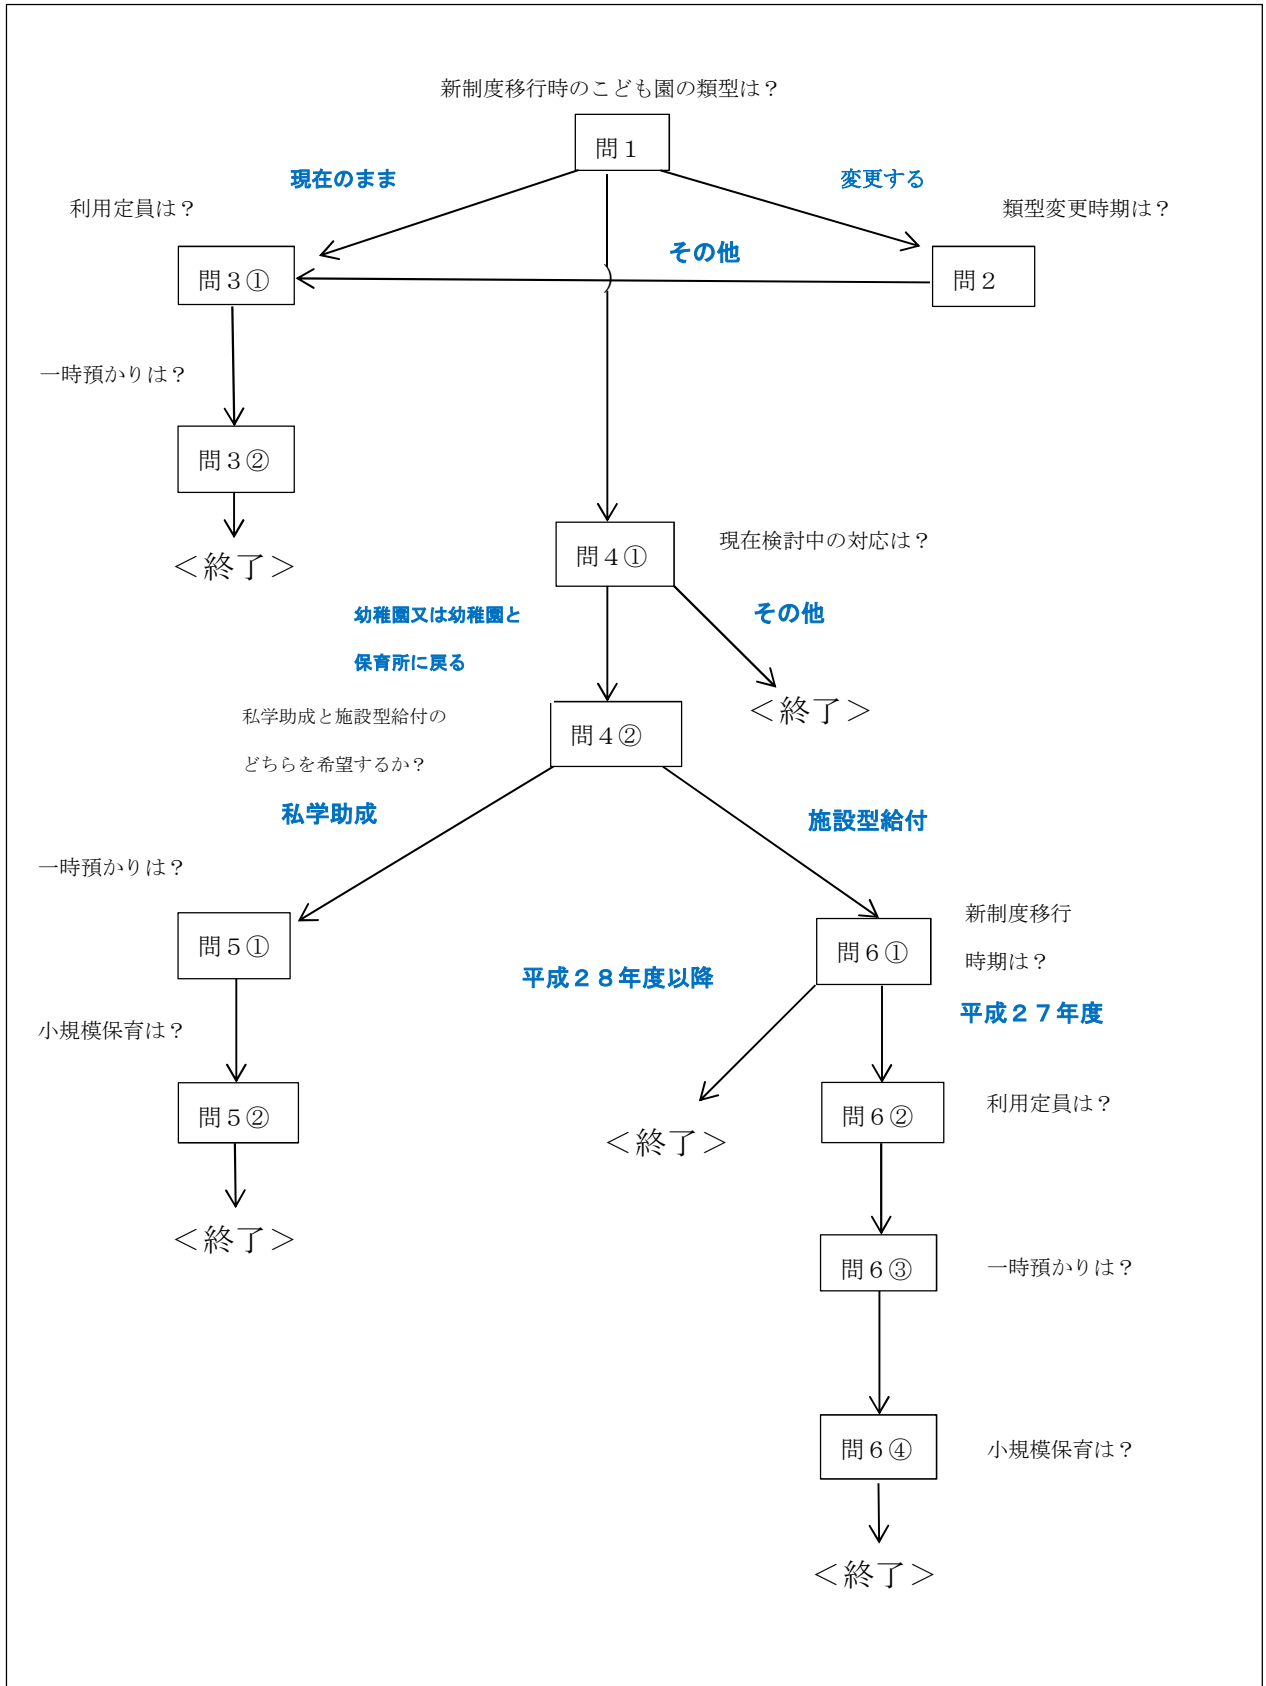 新制度移行時のこども園の類型は？
問１
現在のまま
変更する
利用定員は？
類型変更時期は？
その他
問３①
問２
一時預かりは？
問３②
＜終了＞
問４①
現在検討中の対応は？
幼稚園又は幼稚園と
保育所に戻る
その他
＜終了＞
私学助成と施設型給付の
どちらを希望するか？
問４②
私学助成
施設型給付
一時預かりは？
問５①
新制度移行
時期は？
問６①
平成２８年度以降
平成２７年度
小規模保育は？
問５②
＜終了＞
＜終了＞
問６②
利用定員は？
問６③
一時預かりは？
問６④
小規模保育は？
＜終了＞